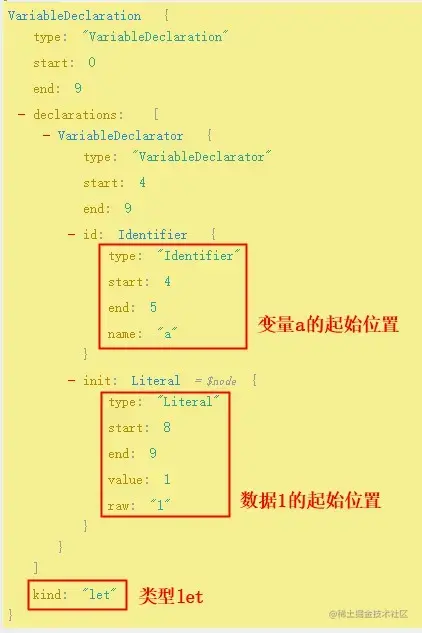 VariableDeclaration {
type: "VariableDeclaration"
start: 0
end: 9
- declarations: [
- VariableDeclarator {
type: "VariableDeclarator"
start: 4
end: 9
- id: Identifier {
type: "Identifier"
start: 4
end: 5
name: "a"
变量a的起始位置
}
- init: Literal = $node {
type: "Literal"
start: 8
end: 9
value: 1
raw: "1"
数据1的起始位置
}
}
]
kind: "let" 类型let
}
@稀土掘金技术社区